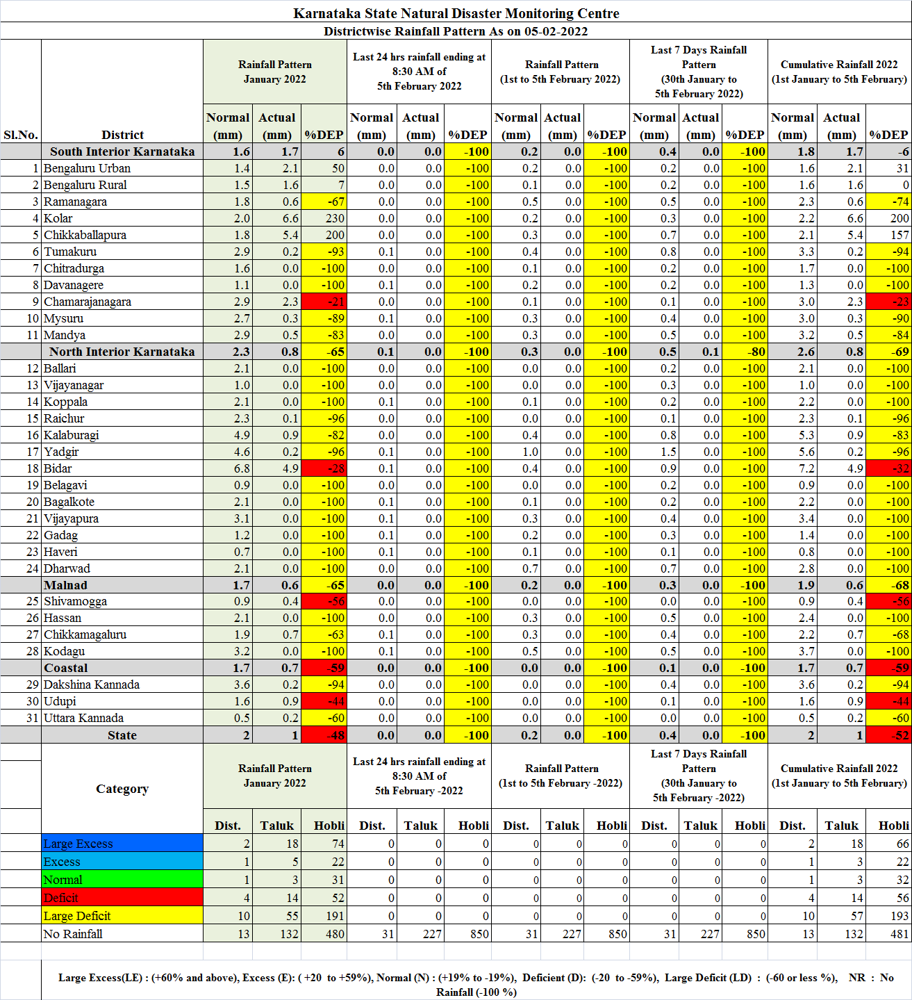 Karnataka State Natural Disaster Monitoring Centre
Districtwise Rainfall Pattern As on 05-02-2022
Sl.No. District Rainfall Pattern January 2022 Last 24 hrs rainfall ending at 8:30 AM of 5th February 2022 Rainfall Pattern (1st to 5th February 2022) Last 7 Days Rainfall Pattern (30th January to 5th February 2022) Cumulative Rainfall 2022 (1st January to 5th February)
Normal (mm) Actual (mm) %DEP Normal (mm) Actual (mm) %DEP Normal (mm) Actual (mm) %DEP Normal (mm) Actual (mm) %DEP Normal (mm) Actual (mm) %DEP
South Interior Karnataka 1.6 1.7 6 0.0 0.0 -100 0.2 0.0 -100 0.4 0.0 -100 1.8 1.7 -6
1 Bengaluru Urban 1.4 2.1 50 0.0 0.0 -100 0.2 0.0 -100 0.2 0.0 -100 1.6 2.1 31
2 Bengaluru Rural 1.5 1.6 7 0.0 0.0 -100 0.1 0.0 -100 0.2 0.0 -100 1.6 1.6 0
3 Ramanagara 1.8 0.6 -67 0.0 0.0 -100 0.5 0.0 -100 0.5 0.0 -100 2.3 0.6 -74
4 Kolar 2.0 6.6 230 0.0 0.0 -100 0.2 0.0 -100 0.3 0.0 -100 2.2 6.6 200
5 Chikkaballapura 1.8 5.4 200 0.0 0.0 -100 0.3 0.0 -100 0.7 0.0 -100 2.1 5.4 157
6 Tumakuru 2.9 0.2 -93 0.1 0.0 -100 0.4 0.0 -100 0.8 0.0 -100 3.3 0.2 -94
7 Chitradurga 1.6 0.0 -100 0.0 0.0 -100 0.1 0.0 -100 0.2 0.0 -100 1.7 0.0 -100
8 Davanagere 1.1 0.0 -100 0.1 0.0 -100 0.2 0.0 -100 0.2 0.0 -100 1.3 0.0 -100
9 Chamarajanagara 2.9 2.3 -21 0.0 0.0 -100 0.1 0.0 -100 0.1 0.0 -100 3.0 2.3 -23
10 Mysuru 2.7 0.3 -89 0.1 0.0 -100 0.3 0.0 -100 0.4 0.0 -100 3.0 0.3 -90
11 Mandya 2.9 0.5 -83 0.0 0.0 -100 0.3 0.0 -100 0.5 0.0 -100 3.2 0.5 -84
North Interior Karnataka 2.3 0.8 -65 0.1 0.0 -100 0.3 0.0 -100 0.5 0.1 -80 2.6 0.8 -69
12 Ballari 2.1 0.0 -100 0.0 0.0 -100 0.0 0.0 -100 0.2 0.0 -100 2.1 0.0 -100
13 Vijayanagar 1.0 0.0 -100 0.0 0.0 -100 0.0 0.0 -100 0.3 0.0 -100 1.0 0.0 -100
14 Koppala 2.1 0.0 -100 0.1 0.0 -100 0.1 0.0 -100 0.2 0.0 -100 2.2 0.0 -100
15 Raichur 2.3 0.1 -96 0.0 0.0 -100 0.0 0.0 -100 0.1 0.0 -100 2.3 0.1 -96
16 Kalaburagi 4.9 0.9 -82 0.0 0.0 -100 0.4 0.0 -100 0.8 0.0 -100 5.3 0.9 -83
17 Yadgir 4.6 0.2 -96 0.1 0.0 -100 1.0 0.0 -100 1.5 0.0 -100 5.6 0.2 -96
18 Bidar 6.8 4.9 -28 0.1 0.0 -100 0.4 0.0 -100 0.9 0.0 -100 7.2 4.9 -32
19 Belagavi 0.9 0.0 -100 0.0 0.0 -100 0.0 0.0 -100 0.2 0.0 -100 0.9 0.0 -100
20 Bagalkote 2.1 0.0 -100 0.1 0.0 -100 0.1 0.0 -100 0.2 0.0 -100 2.2 0.0 -100
21 Vijayapura 3.1 0.0 -100 0.1 0.0 -100 0.3 0.0 -100 0.4 0.0 -100 3.4 0.0 -100
22 Gadag 1.2 0.0 -100 0.1 0.0 -100 0.2 0.0 -100 0.3 0.0 -100 1.4 0.0 -100
23 Haveri 0.7 0.0 -100 0.1 0.0 -100 0.1 0.0 -100 0.1 0.0 -100 0.8 0.0 -100
24 Dharwad 2.1 0.0 -100 0.0 0.0 -100 0.7 0.0 -100 0.7 0.0 -100 2.8 0.0 -100
Malnad 1.7 0.6 -65 0.0 0.0 -100 0.2 0.0 -100 0.3 0.0 -100 1.9 0.6 -68
25 Shivamogga 0.9 0.4 -56 0.0 0.0 -100 0.0 0.0 -100 0.0 0.0 -100 0.9 0.4 -56
26 Hassan 2.1 0.0 -100 0.0 0.0 -100 0.3 0.0 -100 0.5 0.0 -100 2.4 0.0 -100
27 Chikkamagaluru 1.9 0.7 -63 0.1 0.0 -100 0.3 0.0 -100 0.4 0.0 -100 2.2 0.7 -68
28 Kodagu 3.2 0.0 -100 0.1 0.0 -100 0.5 0.0 -100 0.5 0.0 -100 3.7 0.0 -100
Coastal 1.7 0.7 -59 0.0 0.0 -100 0.0 0.0 -100 0.1 0.0 -100 1.7 0.7 -59
29 Dakshina Kannada 3.6 0.2 -94 0.0 0.0 -100 0.0 0.0 -100 0.4 0.0 -100 3.6 0.2 -94
30 Udupi 1.6 0.9 -44 0.0 0.0 -100 0.0 0.0 -100 0.1 0.0 -100 1.6 0.9 -44
31 Uttara Kannada 0.5 0.2 -60 0.0 0.0 -100 0.0 0.0 -100 0.0 0.0 -100 0.5 0.2 -60
State 2 1 -48 0.0 0.0 -100 0.2 0.0 -100 0.4 0.0 -100 2 1 -52
Category Rainfall Pattern January 2022 Last 24 hrs rainfall ending at 8:30 AM of 5th February -2022 Rainfall Pattern (1st to 5th February -2022) Last 7 Days Rainfall Pattern (30th January to 5th February -2022) Cumulative Rainfall 2022 (1st January to 5th February)
Dist. Taluk Hobli Dist. Taluk Hobli Dist. Taluk Hobli Dist. Taluk Hobli Dist. Taluk Hobli
Large Excess 2 18 74 0 0 0 0 0 0 0 0 0 2 18 66
Excess 1 5 22 0 0 0 0 0 0 0 0 0 1 3 22
Normal 1 3 31 0 0 0 0 0 0 0 0 0 1 3 32
Deficit 4 14 52 0 0 0 0 0 0 0 0 0 4 14 56
Large Deficit 10 55 191 0 0 0 0 0 0 0 0 0 10 57 193
No Rainfall 13 132 480 31 227 850 31 227 850 31 227 850 13 132 481
Large Excess(LE) : (+60% and above), Excess (E): ( +20 to +59%), Normal (N) : (+19% to -19%), Deficient (D): (-20 to -59%), Large Deficit (LD) : (-60 or less %), NR : No
Rainfall (-100 %)